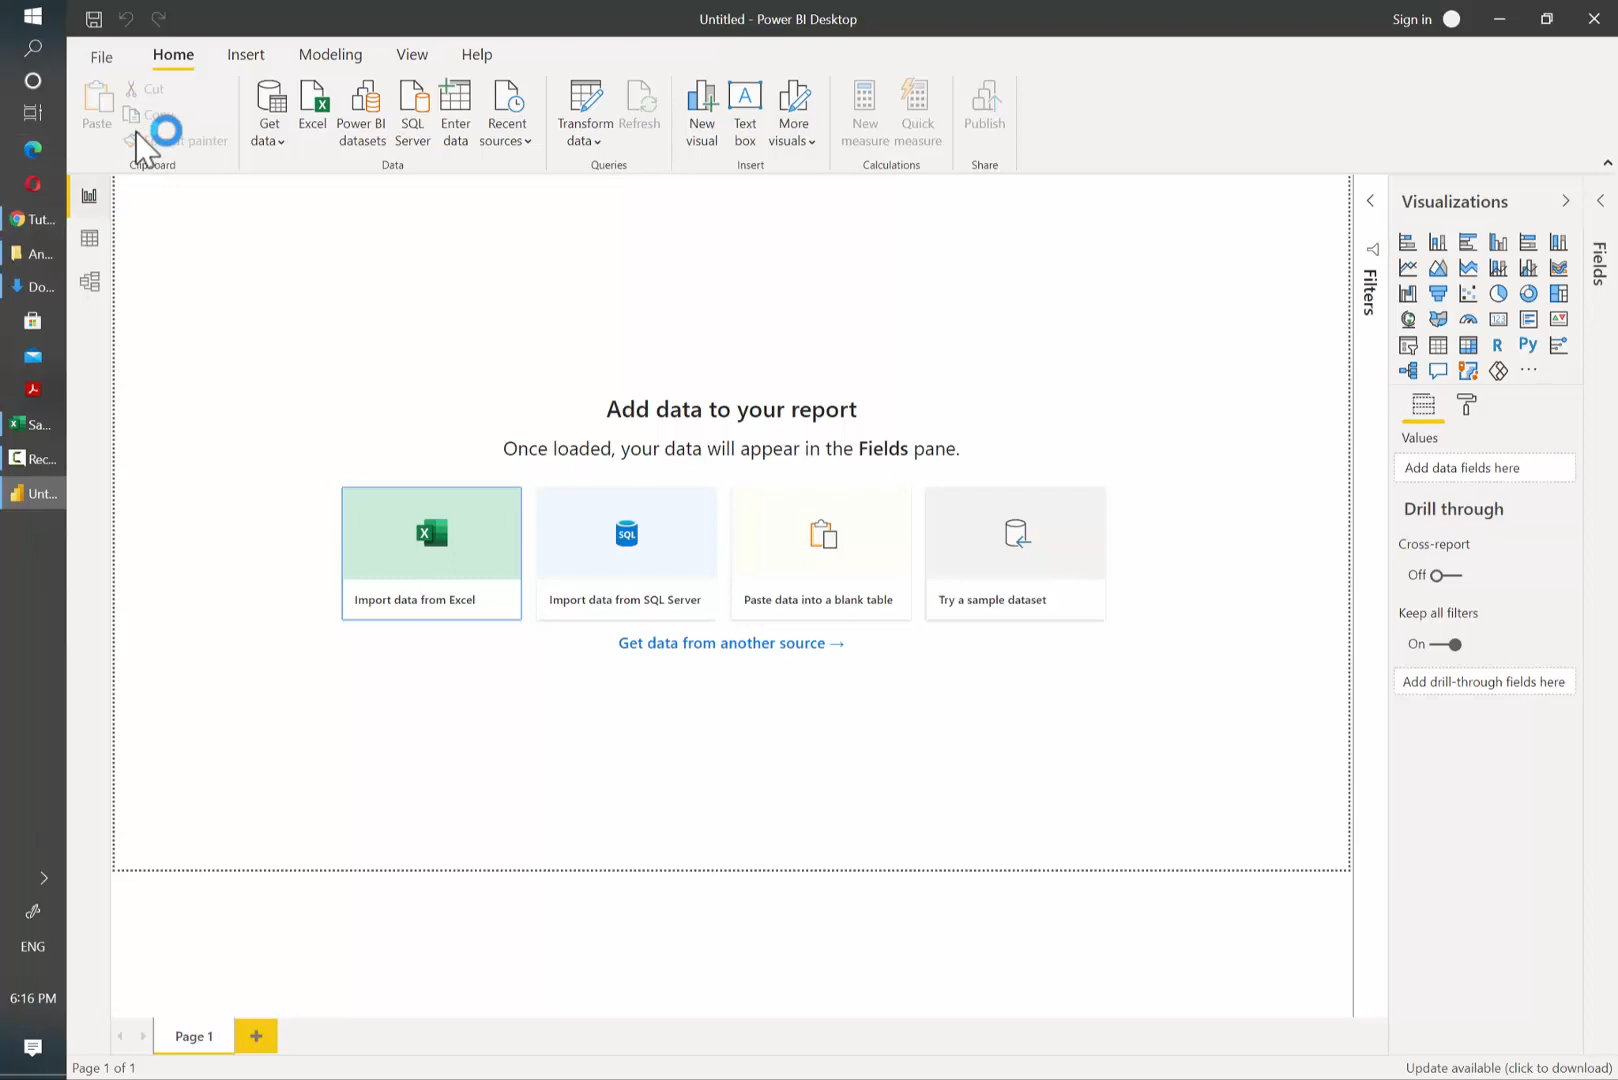 Untitled - Power BI Desktop
Sign in
File
Home
Insert
Modeling
View
Help
Paste
Cut
painter
Clipboard
Get data
Excel
Power BI datasets
SQL Server
Enter data
Recent sources
Data
Transform data
Refresh
Queries
New visual
Text box
More visuals
Insert
New measure
Quick measure
Calculations
Publish
Share
Tut...
An...
Do...
Sa...
Rec...
Unt...
ENG
6:16 PM
Add data to your report
Once loaded, your data will appear in the Fields pane.
SQL
Import data from Excel
Import data from SQL Server
Paste data into a blank table
Try a sample dataset
Get data from another source →
Filters
Visualizations
123
R
Py
...
Values
Add data fields here
Drill through
Cross-report
Off
Keep all filters
On
Add drill-through fields here
Fields
Page 1
Page 1 of 1
Update available (click to download)